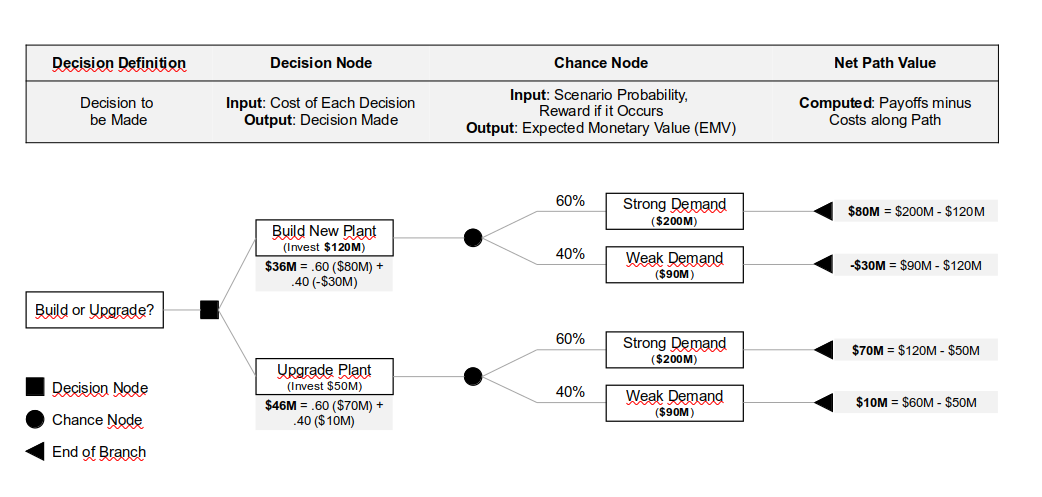 Decision Definition
Decision Node
Chance Node
Net Path Value
Decision to
be Made
Input: Cost of Each Decision
Output: Decision Made
Input: Scenario Probability,
Reward if it Occurs
Output: Expected Monetary Value (EMV)
Computed: Payoffs minus
Costs along Path
Build or Upgrade?
Build New Plant
(Invest $120M)
$36M = .60 ($80M) +
.40 (-$30M)
60%
Strong Demand
($200M)
$80M = $200M - $120M
40%
Weak Demand
($90M)
-$30M = $90M - $120M
Upgrade Plant
(Invest $50M)
$46M = .60 ($70M) +
.40 ($10M)
60%
Strong Demand
($200M)
$70M = $120M - $50M
40%
Weak Demand
($90M)
$10M = $60M - $50M
Decision Node
Chance Node
End of Branch